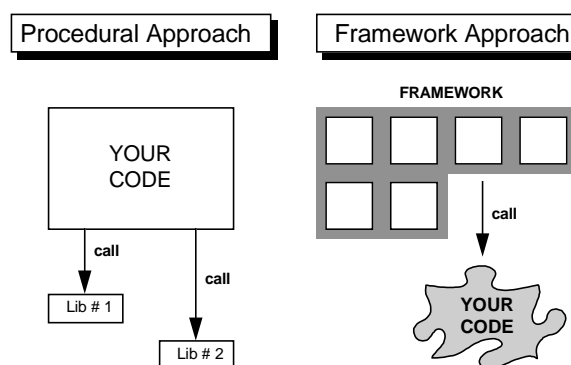 Procedural Approach
YOUR
CODE
call
call
Lib # 1
Lib # 2
Framework Approach
FRAMEWORK
call
YOUR
CODE